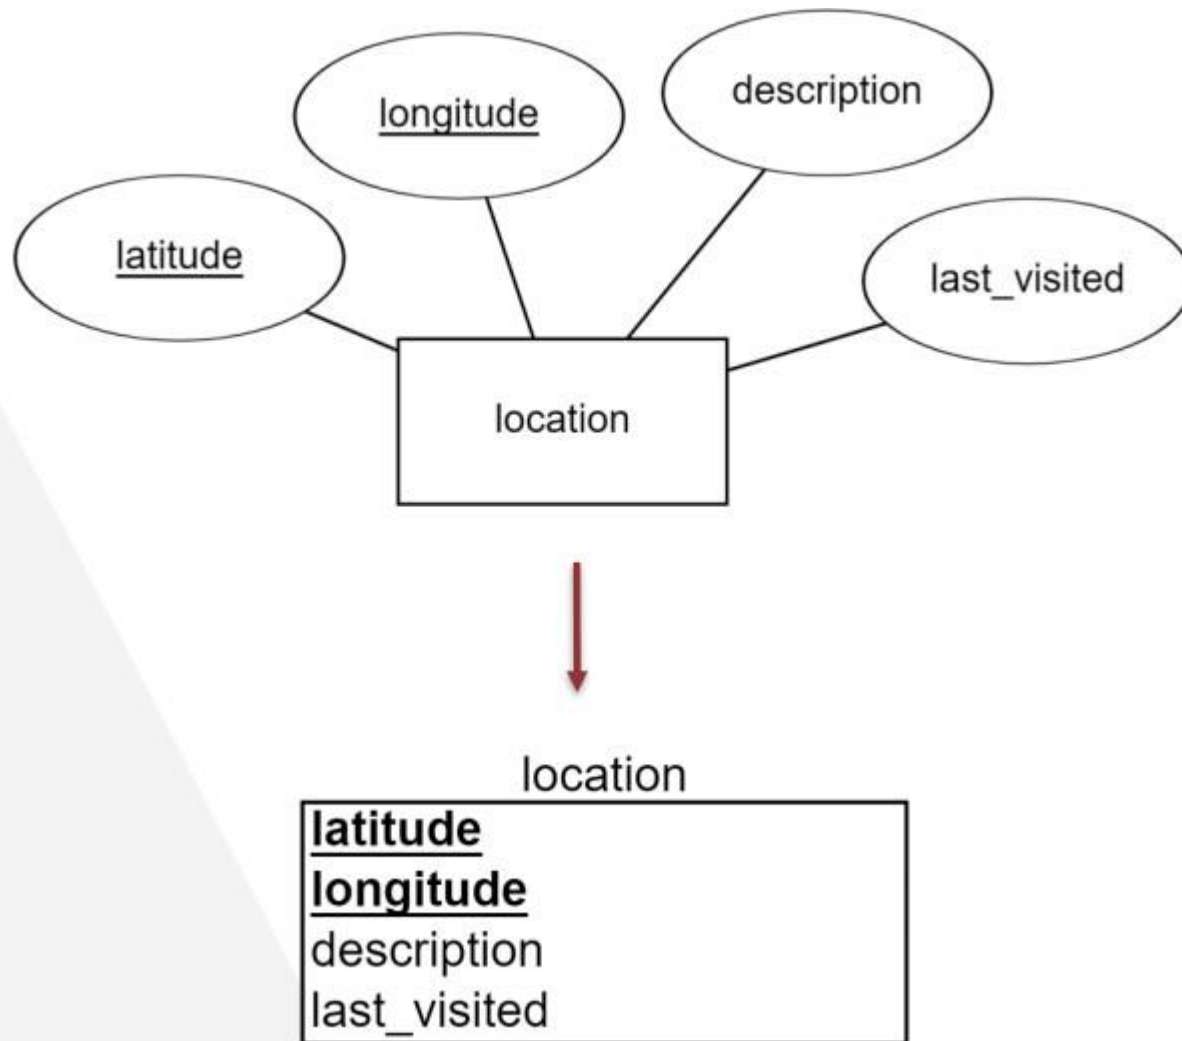 longitude
description
latitude
last_visited
location
location
latitude
longitude
description
last_visited